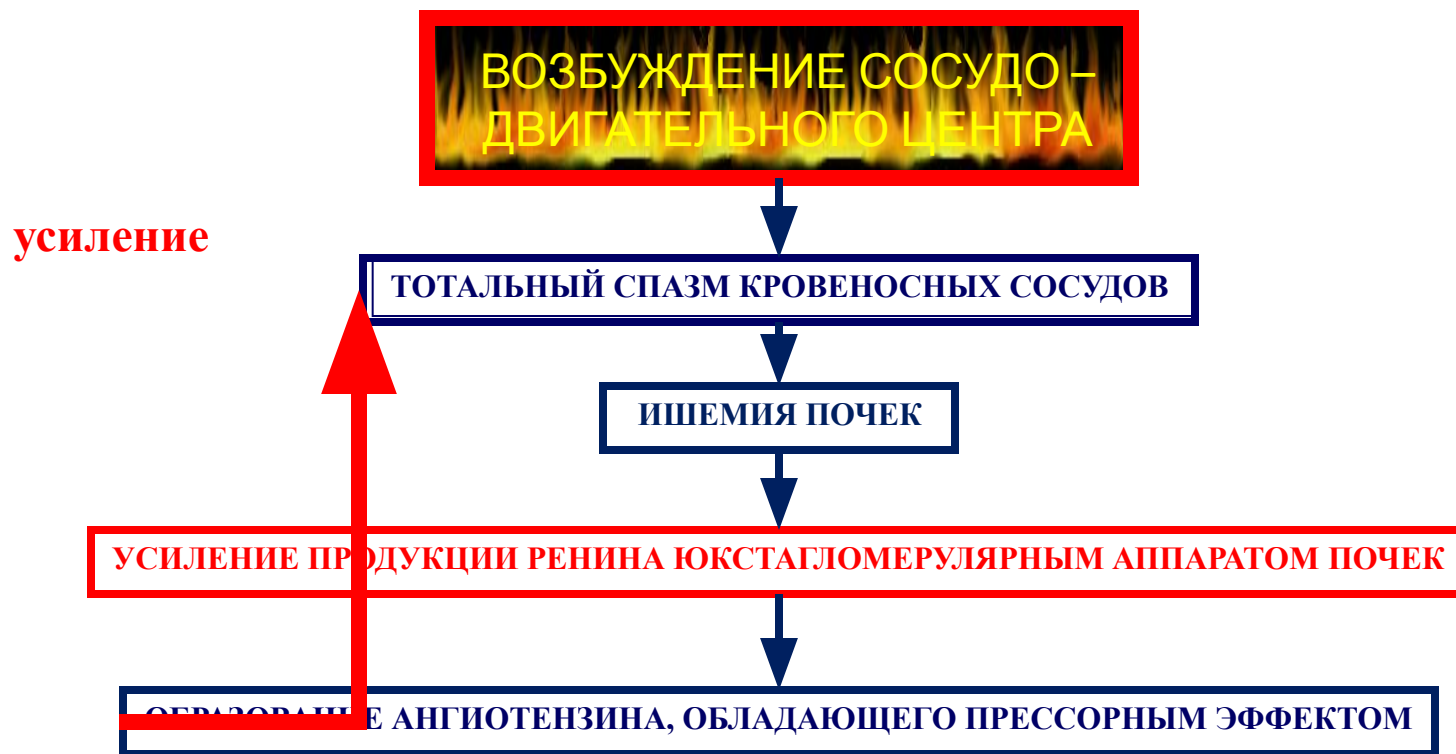 ВОЗБУЖДЕНИЕ СОСУДО –
ДВИГАТЕЛЬНОГО ЦЕНТРА
усиление
ТОТАЛЬНЫЙ СПАЗМ КРОВЕНОСНЫХ СОСУДОВ
ИШЕМИЯ ПОЧЕК
УСИЛЕНИЕ ПРОДУКЦИИ РЕНИНА ЮКСТАГЛОМЕРУЛЯРНЫМ АППАРАТОМ ПОЧЕК
ОБРАЗОВАНИЕ АНГИОТЕНЗИНА, ОБЛАДАЮЩЕГО ПРЕССОРНЫМ ЭФФЕКТОМ